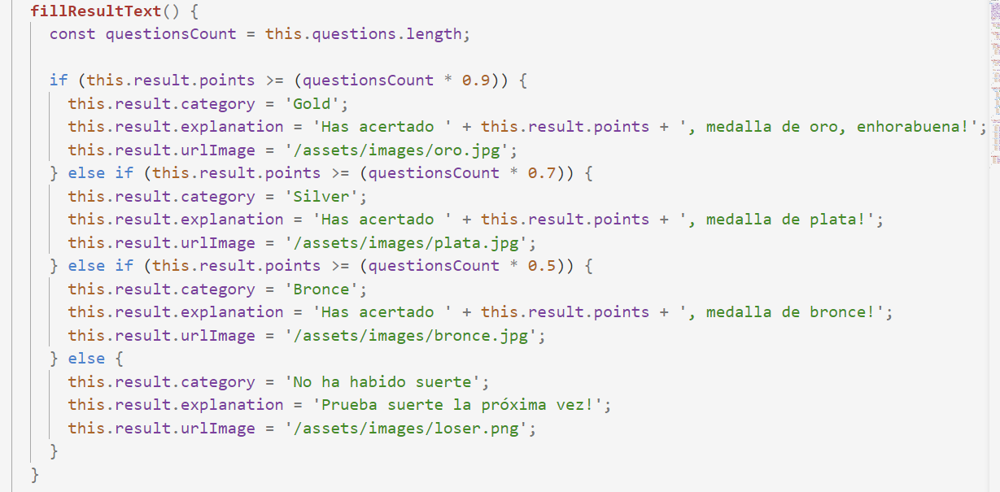 fillResultText() {
const questionsCount = this.questions.length;
if (this.result.points >= (questionsCount * 0.9)) {
this.result.category = 'Gold';
this.result.explanation = 'Has acertado ' + this.result.points + ', medalla de oro, enhorabuena!';
this.result.urlImage = '/assets/images/oro.jpg';
} else if (this.result.points >= (questionsCount * 0.7)) {
this.result.category = 'Silver';
this.result.explanation = 'Has acertado ' + this.result.points + ', medalla de plata!';
this.result.urlImage = '/assets/images/plata.jpg';
} else if (this.result.points >= (questionsCount * 0.5)) {
this.result.category = 'Bronce';
this.result.explanation = 'Has acertado ' + this.result.points + ', medalla de bronce!';
this.result.urlImage = '/assets/images/bronce.jpg';
} else {
this.result.category = 'No ha habido suerte';
this.result.explanation = 'Prueba suerte la próxima vez!';
this.result.urlImage = '/assets/images/loser.png';
}
}